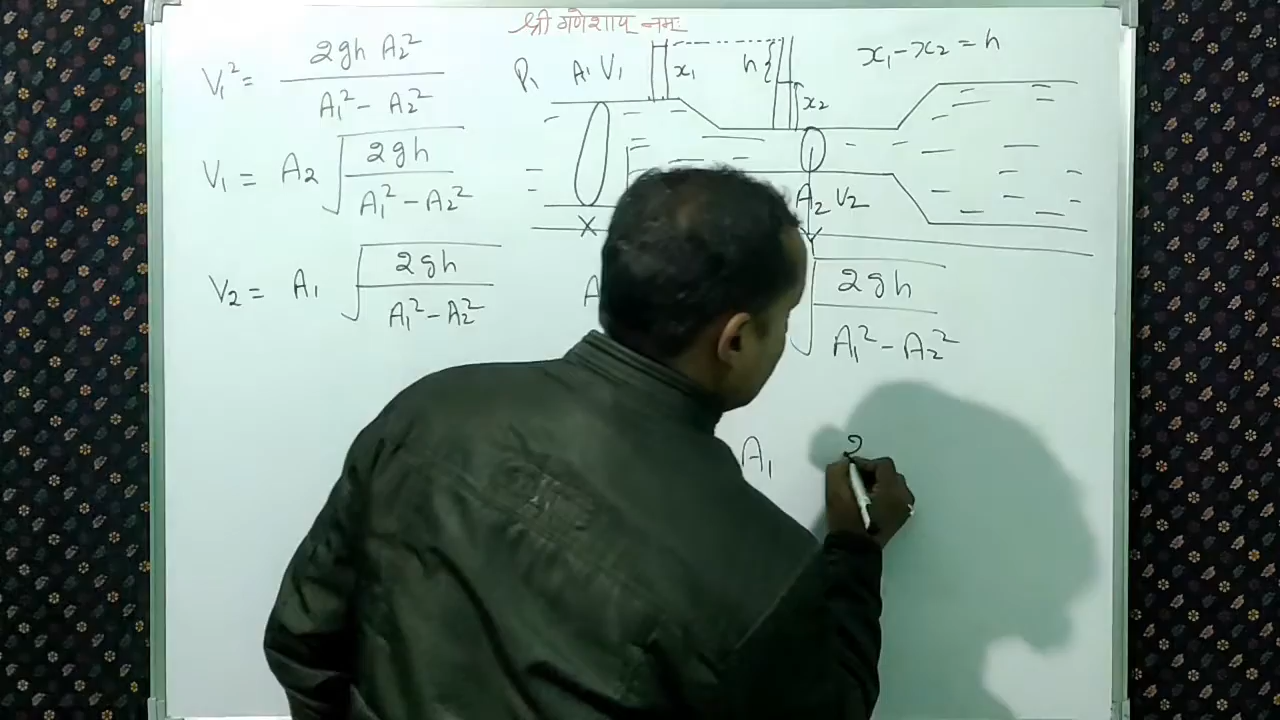 श्री गणेशाय नमः
V₁² = 2gh A₂² / A₁² - A₂²
V₁ = A₂ √ 2gh / A₁² - A₂²
V₂ = A₁ √ 2gh / A₁² - A₂²
P₁ A₁ V₁
x₁
h
x₂
x₁ - x₂ = h
A₂ V₂
X
Y
A
√ 2gh / A₁² - A₂²
A₁ 2